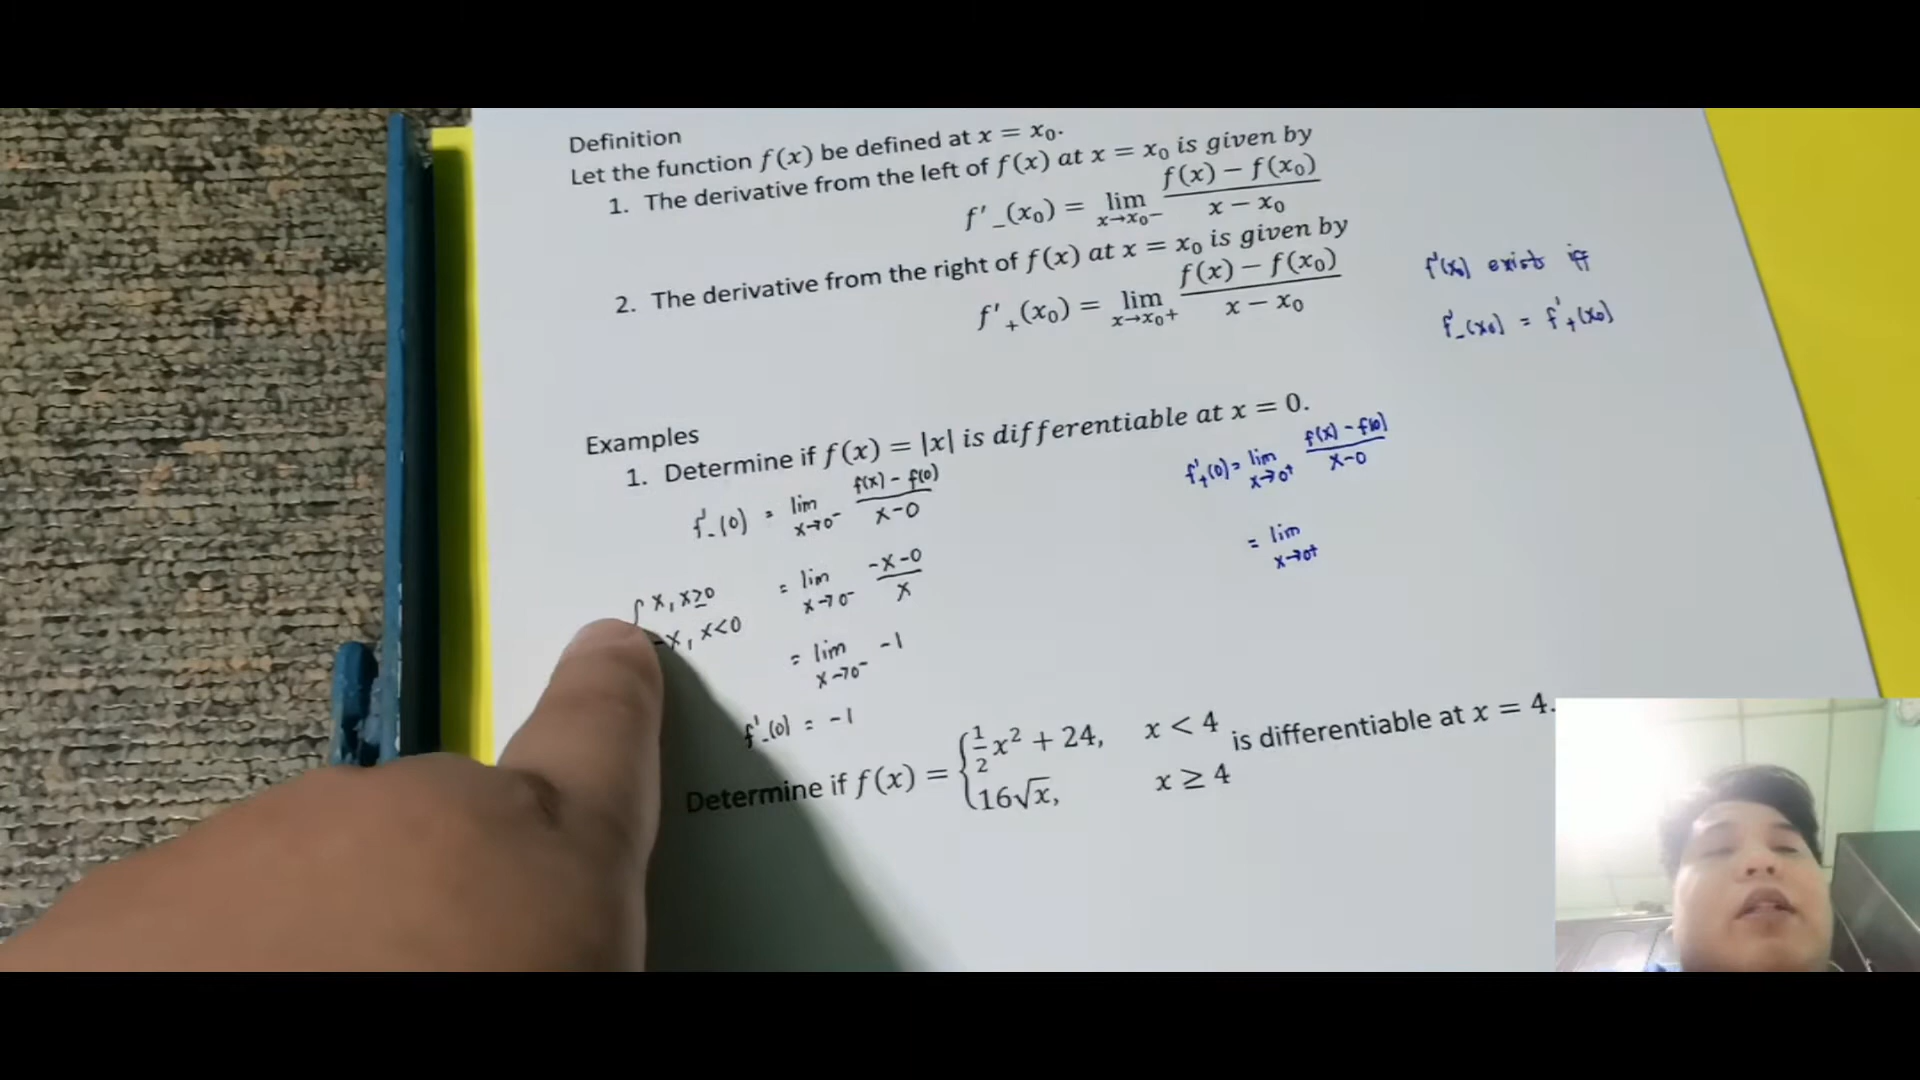 Definition
Let the function f(x) be defined at x = x₀.
1. The derivative from the left of f(x) at x = x₀ is given by
f'₋(x₀) = lim x→x₀− f(x) − f(x₀) / x − x₀
2. The derivative from the right of f(x) at x = x₀ is given by
f'₊(x₀) = lim x→x₀+ f(x) − f(x₀) / x − x₀
f'(x₀) exists iff
f'₋(x₀) = f'₊(x₀)
Examples
1. Determine if f(x) = |x| is differentiable at x = 0.
f'₋(0) = lim x→0⁻ f(x) − f(0) / x−0
= lim x→0⁻ −x−0 / x
{ x, x≥0
−x, x<0
= lim x→0⁻ −1
f'₋(0) = −1
f'₊(0) = lim x→0⁺ f(x) − f(0) / x−0
= lim x→0⁺
Determine if f(x) = { 1/2 x² + 24, x < 4
16√x, x ≥ 4
is differentiable at x = 4.